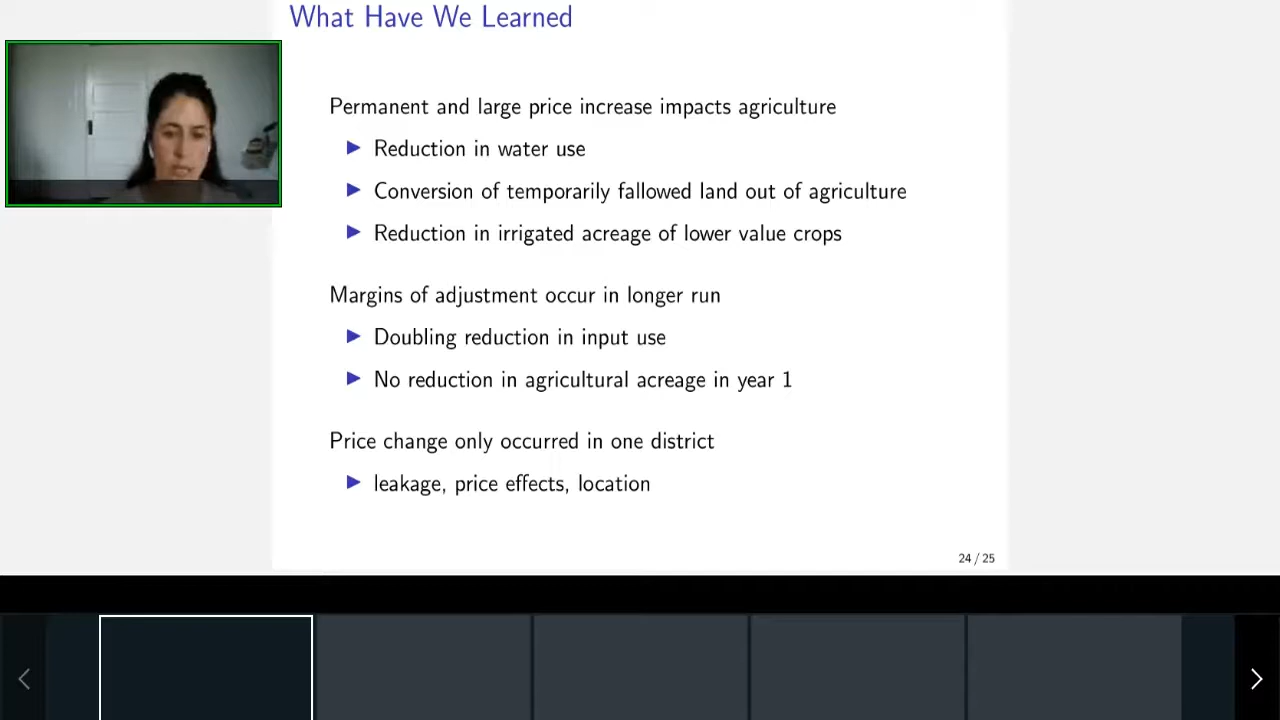 What Have We Learned
Permanent and large price increase impacts agriculture
▶ Reduction in water use
▶ Conversion of temporarily fallowed land out of agriculture
▶ Reduction in irrigated acreage of lower value crops
Margins of adjustment occur in longer run
▶ Doubling reduction in input use
▶ No reduction in agricultural acreage in year 1
Price change only occurred in one district
▶ leakage, price effects, location
24 / 25